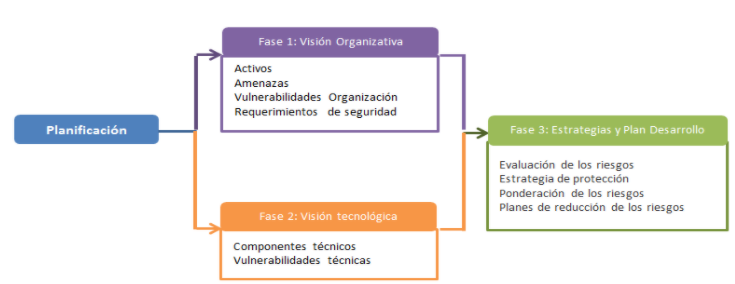 Planificación
Fase 1: Visión Organizativa
Activos
Amenazas
Vulnerabilidades Organización
Requerimientos de seguridad
Fase 2: Visión tecnológica
Componentes técnicos
Vulnerabilidades técnicas
Fase 3: Estrategias y Plan Desarrollo
Evaluación de los riesgos
Estrategia de protección
Ponderación de los riesgos
Planes de reducción de los riesgos